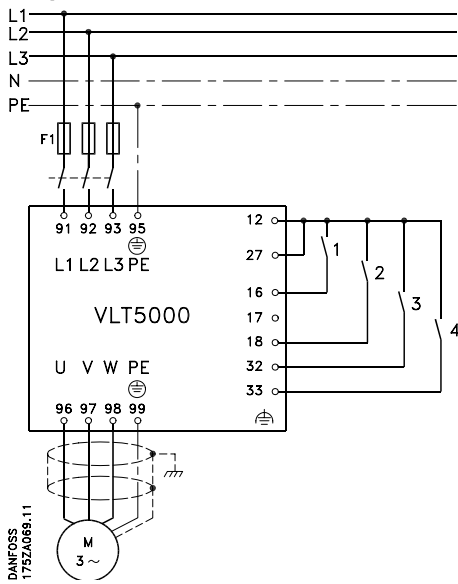 L1
L2
L3
N
PE
F1
91 92 93 95
L1 L2 L3 PE
VLT5000
U V W PE
96 97 98 99
12
27
16
17
18
32
33
1
2
3
4
M
3 ~
DANFOSS
175ZA069.11